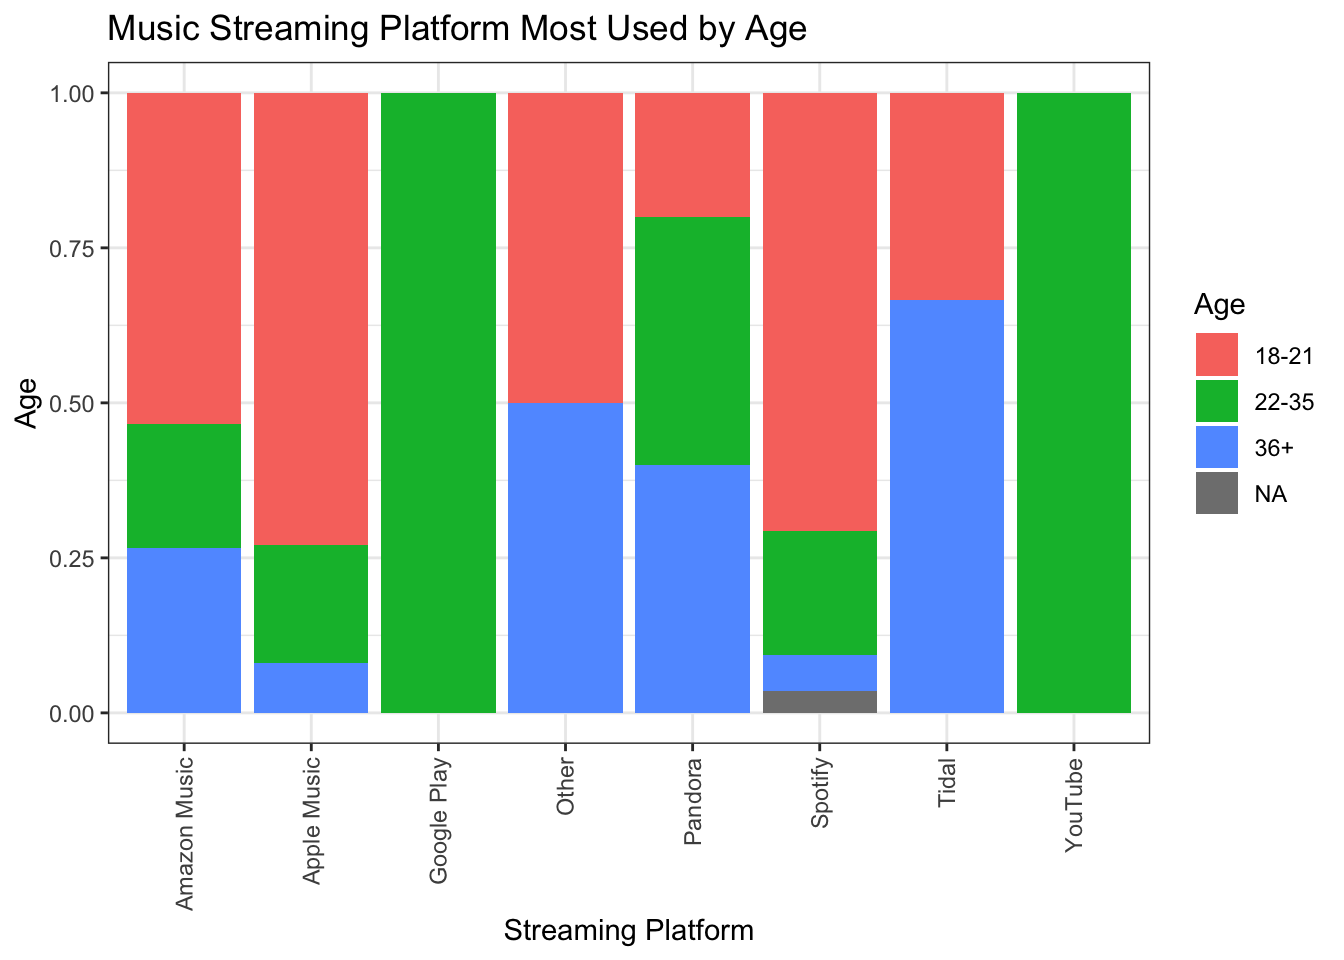 Music Streaming Platform Most Used by Age
1.00
0.75
0.50
0.25
0.00
Age
Amazon Music
Apple Music
Google Play
Other
Pandora
Spotify
Tidal
YouTube
Streaming Platform
Age
18-21
22-35
36+
NA